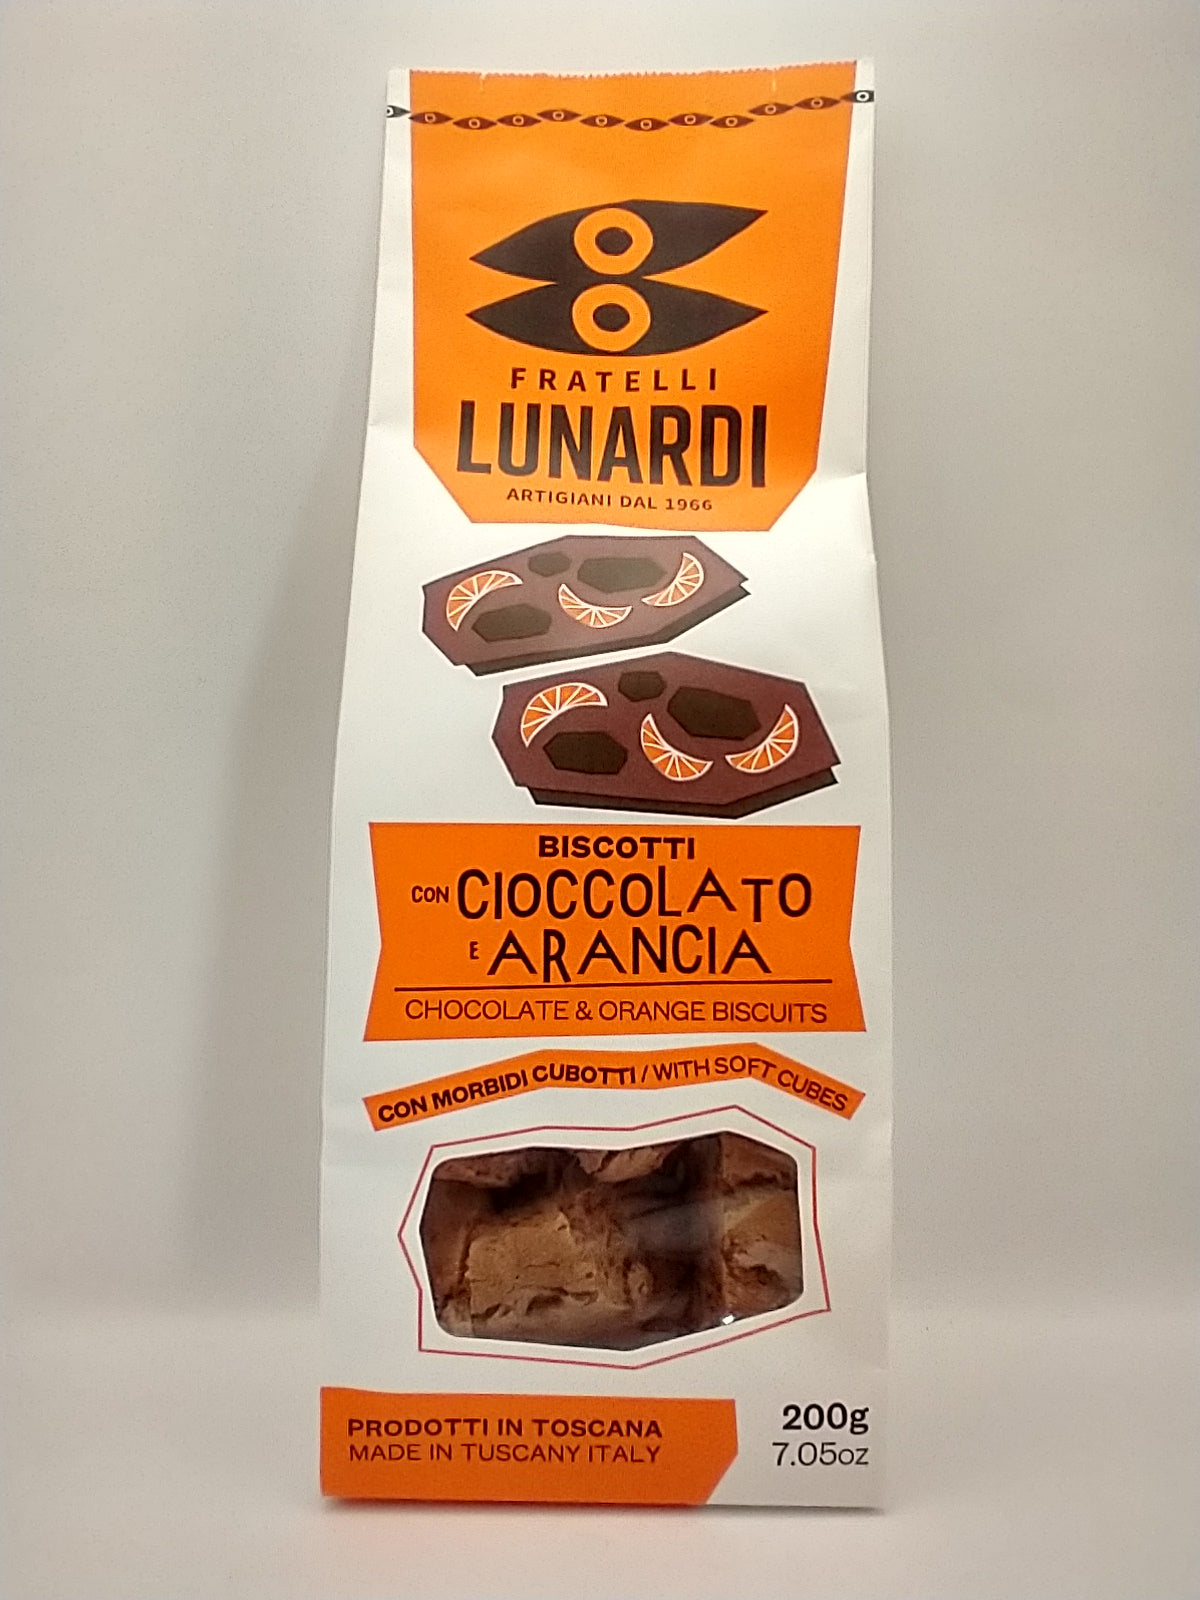 FRATELLI
LUNARDI
ARTIGIANI DAL 1966
BISCOTTI
CON CIOCCOLATO
E ARANCIA
CHOCOLATE & ORANGE BISCUITS
CON MORBIDI CUBOTTI / WITH SOFT CUBES
PRODOTTI IN TOSCANA
MADE IN TUSCANY ITALY
200g
7.05oz